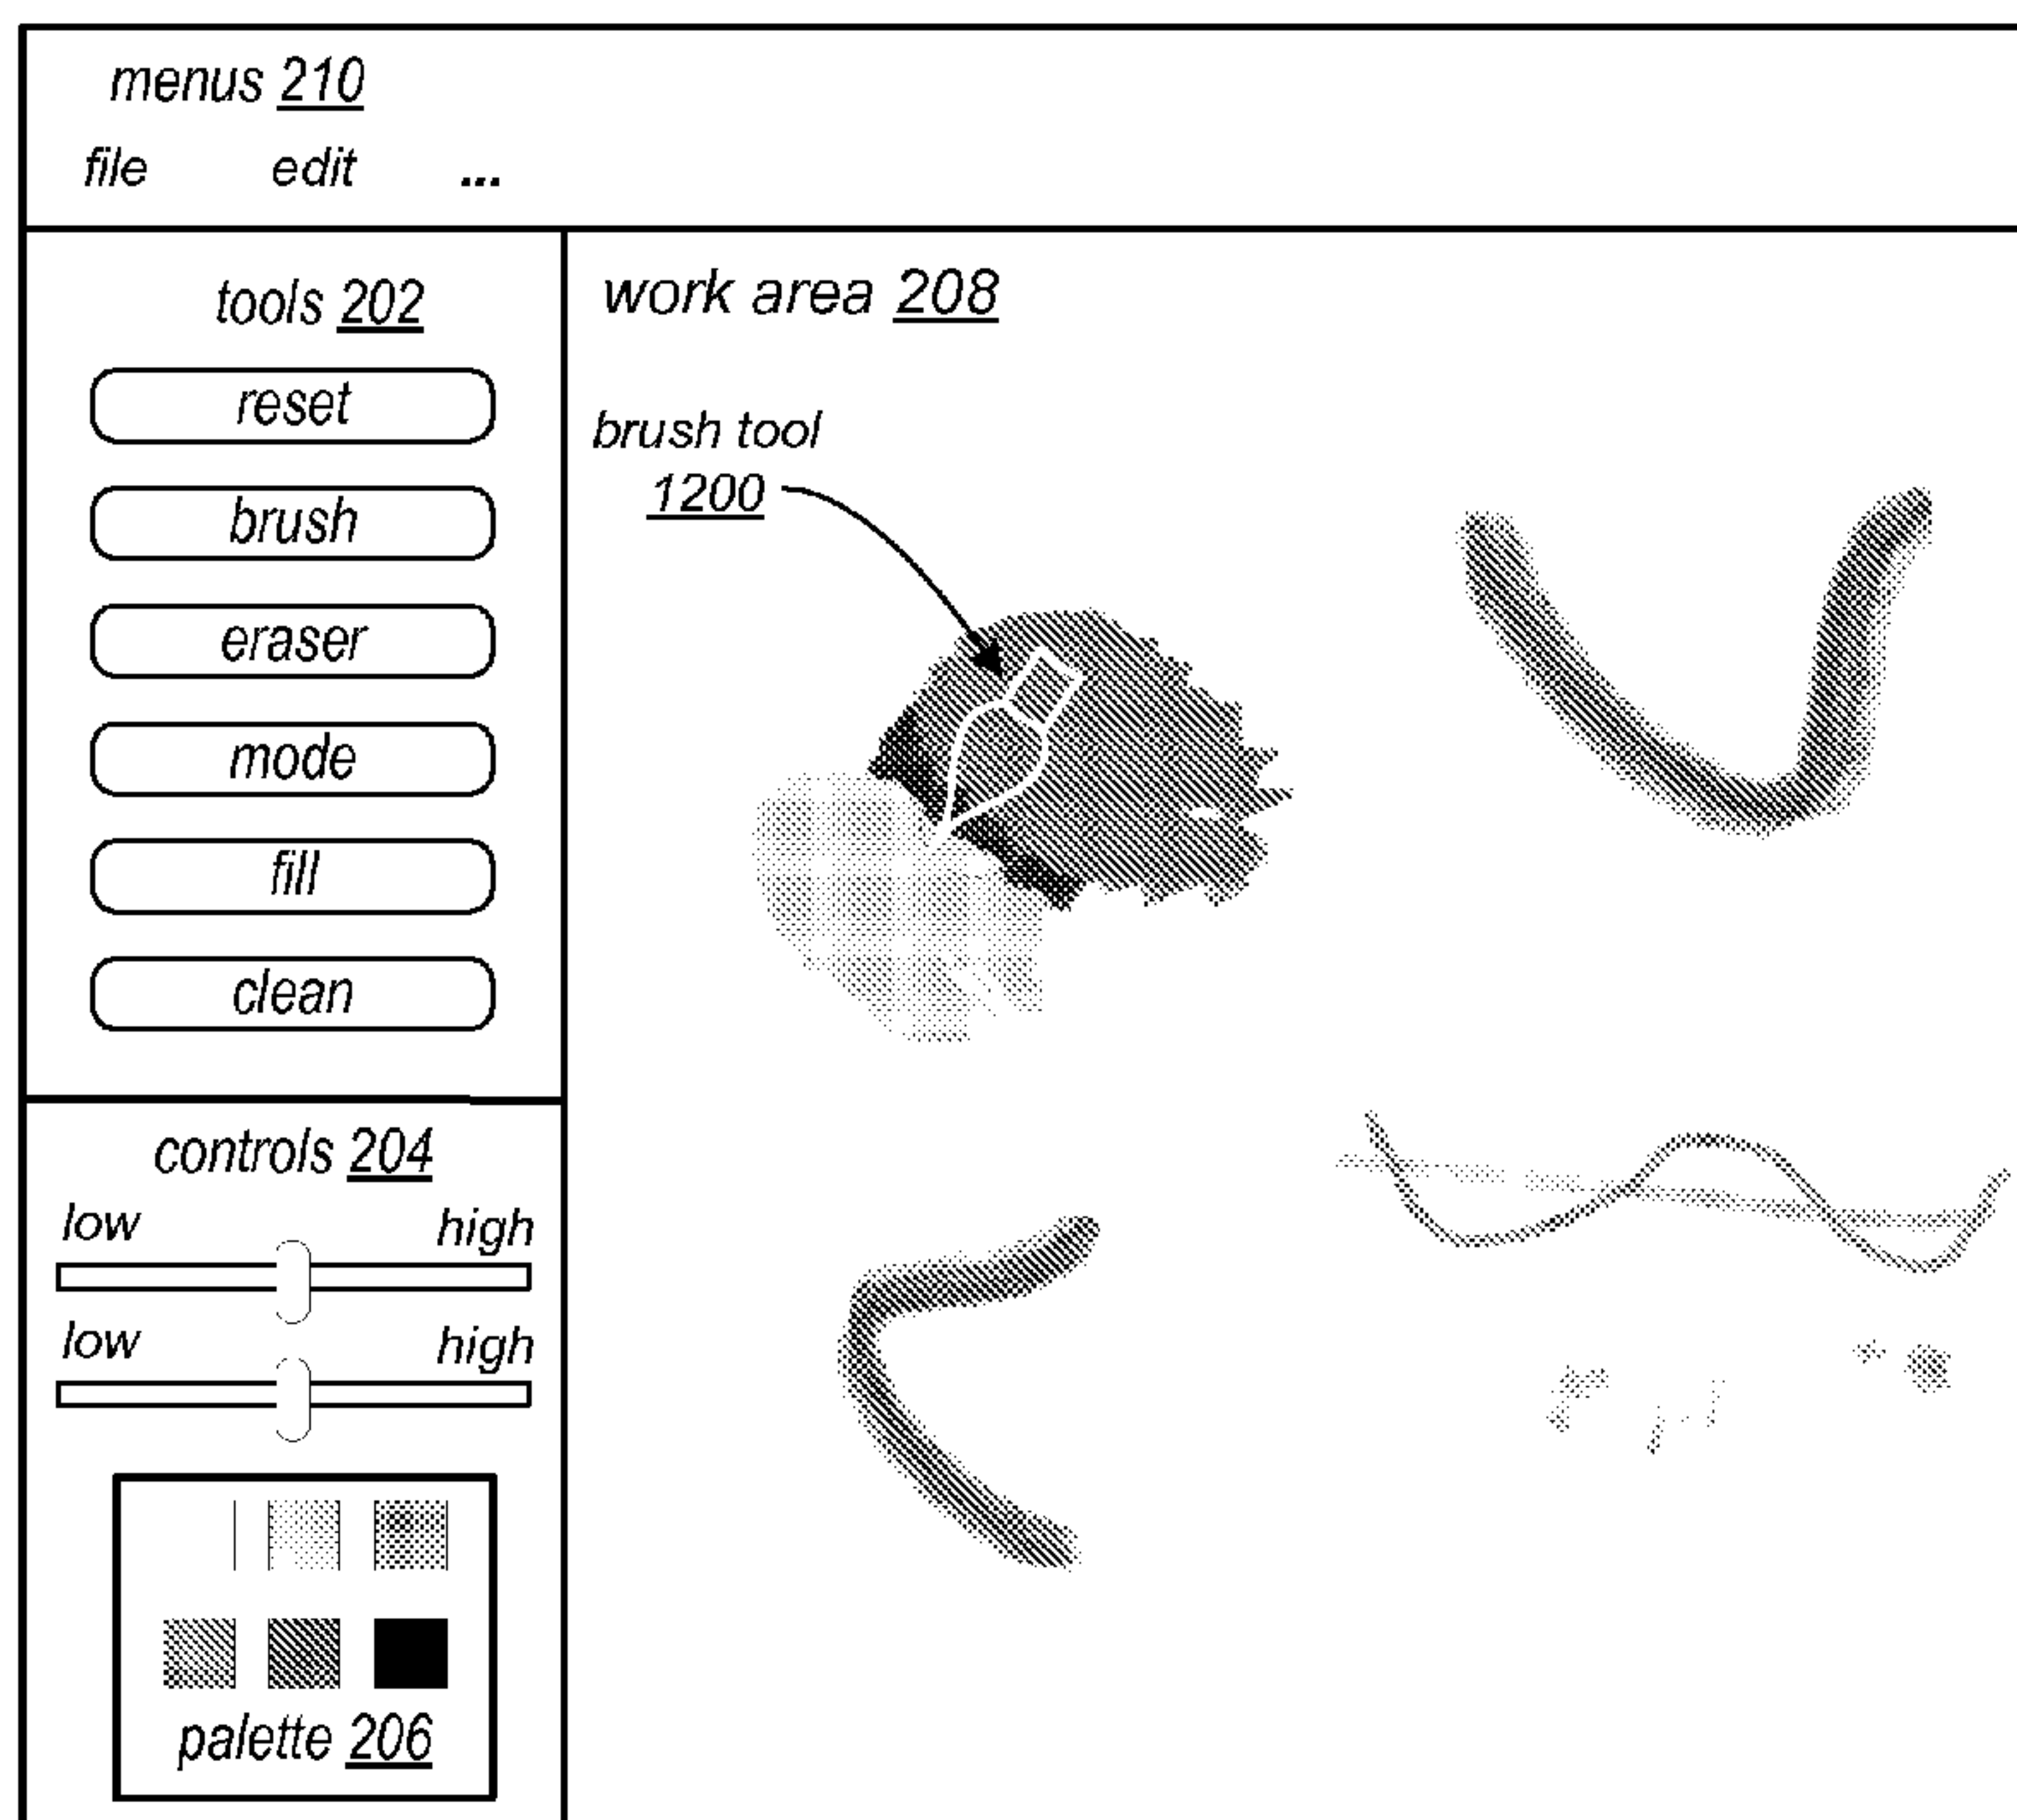 menus 210
file edit ...
tools 202
reset
brush
eraser
mode
fill
clean
controls 204
low high
low high
palette 206
work area 208
brush tool
1200